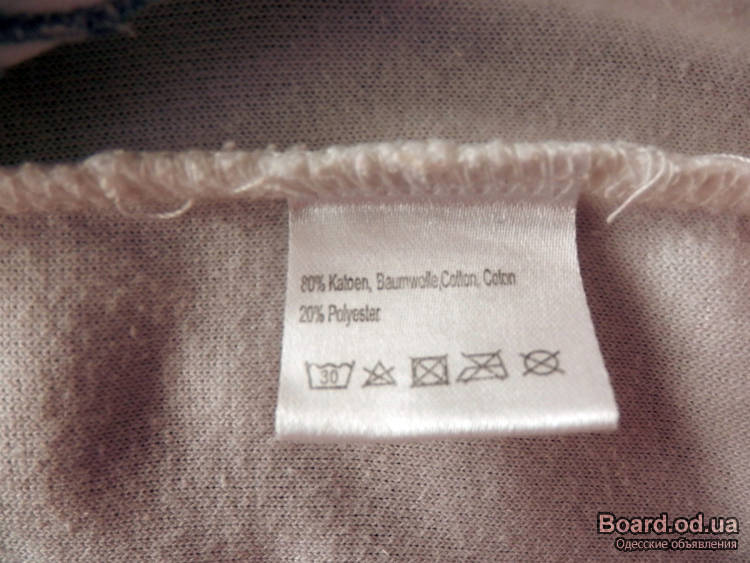 80% Katoen, Baumwolle,Cotton, Coton
20% Polyester
30
Board.od.ua
Одесские объявления